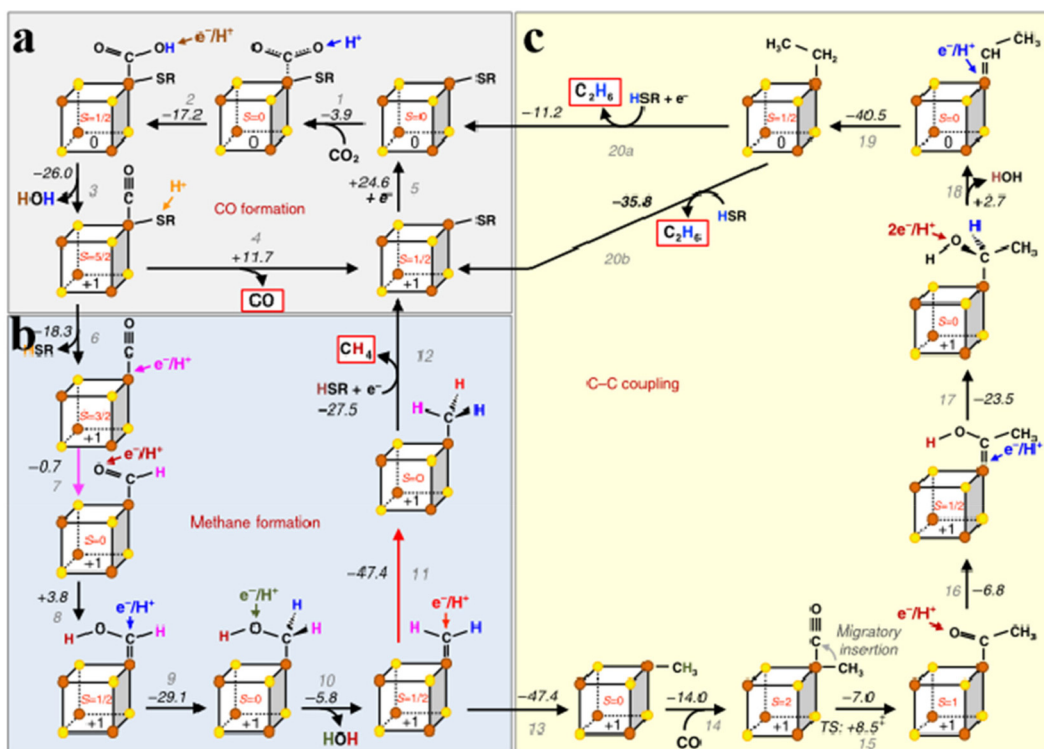 a
O
C
OH
e⁻/H⁺
SR
S=1/2
0
2
−17.2
O
C
O
H⁺
SR
S=0
0
1
−3.9
CO₂
SR
S=0
0
−26.0
HOH
3
O
C
H⁺
SR
S=5/2
+1
CO formation
4
+11.7
CO
+24.6
+ e⁻
5
SR
S=1/2
+1
b
−18.3
HSR
6
O
C
e⁻/H⁺
S=3/2
+1
−0.7
7
e⁻/H⁺
O
C
H
S=0
+1
Methane formation
+3.8
8
e⁻/H⁺
H
O
C
H
S=1/2
+1
9
−29.1
e⁻/H⁺
H
O
C
H
H
S=0
+1
10
−5.8
HOH
e⁻/H⁺
H
C
H
S=1/2
+1
−47.4
11
H
H
C
H
S=0
+1
CH₄
12
HSR + e⁻
−27.5
c
C–C coupling
−47.4
13
CH₃
S=0
+1
−14.0
CO
14
O
C
CH₃
Migratory
insertion
S=2
+1
−7.0
TS: +8.5‡
15
e⁻/H⁺
O
C
CH₃
S=1
+1
16
−6.8
H
O
C
CH₃
e⁻/H⁺
S=1/2
+1
17
−23.5
2e⁻/H⁺
H
O
H
C
S=0
+1
18
HOH
+2.7
e⁻/H⁺
CH₃
CH
S=0
0
−40.5
19
H₃C
CH₂
S=1/2
0
−11.2
C₂H₆
HSR + e⁻
20a
−35.8
C₂H₆
HSR
20b